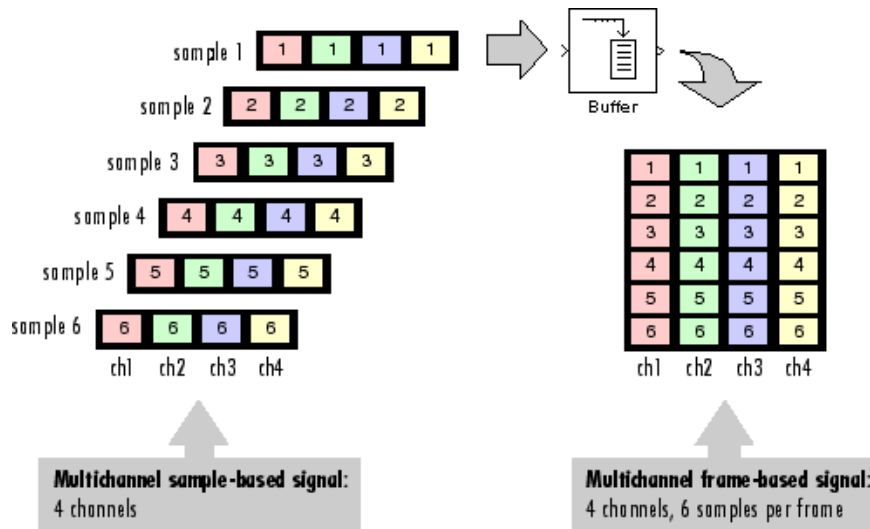 sample 1 1 1 1 1
Buffer
sample 2 2 2 2 2
sample 3 3 3 3 3
sample 4 4 4 4 4
sample 5 5 5 5 5
sample 6 6 6 6 6
ch1 ch2 ch3 ch4
1 1 1 1
2 2 2 2
3 3 3 3
4 4 4 4
5 5 5 5
6 6 6 6
ch1 ch2 ch3 ch4
Multichannel sample-based signal:
4 channels
Multichannel frame-based signal:
4 channels, 6 samples per frame